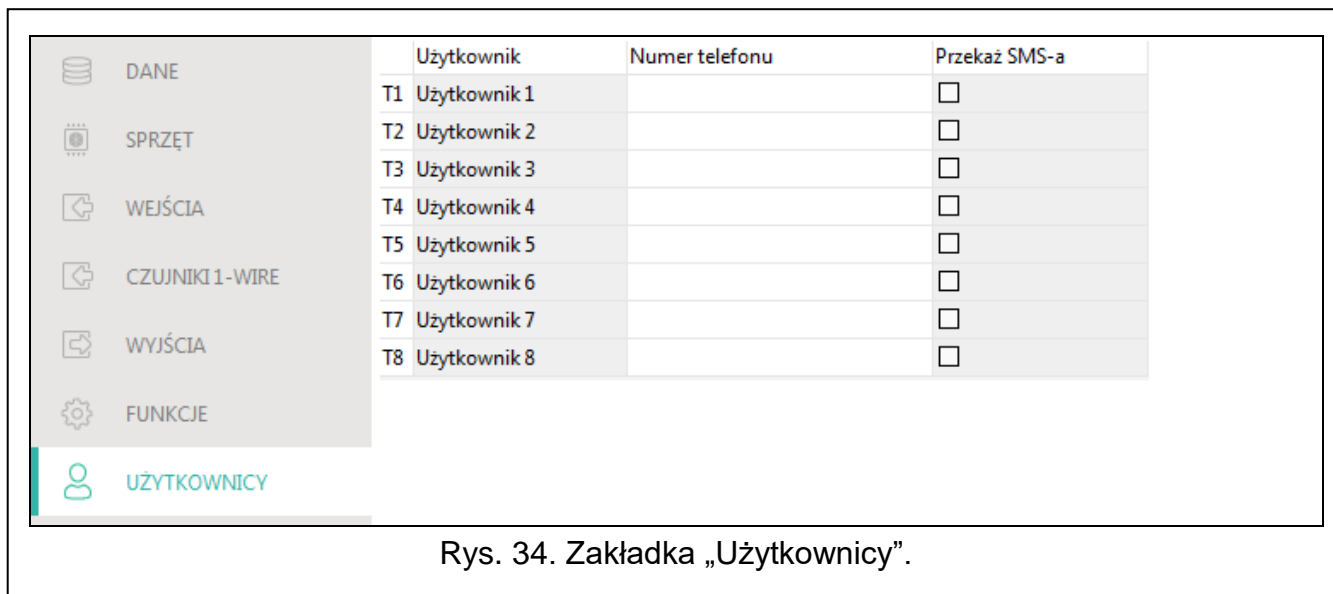 DANE
SPRZĘT
WEJŚCIA
CZUJNIKI 1-WIRE
WYJŚCIA
FUNKCJE
UŻYTKOWNICY
Użytkownik Numer telefonu Przekaż SMS-a
T1 Użytkownik 1
T2 Użytkownik 2
T3 Użytkownik 3
T4 Użytkownik 4
T5 Użytkownik 5
T6 Użytkownik 6
T7 Użytkownik 7
T8 Użytkownik 8
Rys. 34. Zakładka „Użytkownicy”.